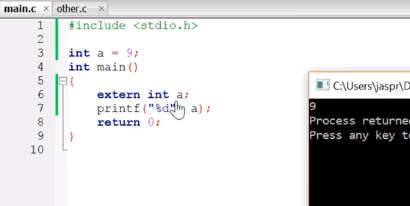 main.c × other.c ×
1 #include <stdio.h>
2
3 int a = 9;
4 int main()
5 {
6 extern int a;
7 printf("%d", a);
8 return 0;
9 }
10
C:\Users\jaspr
9
Process returne
Press any key to